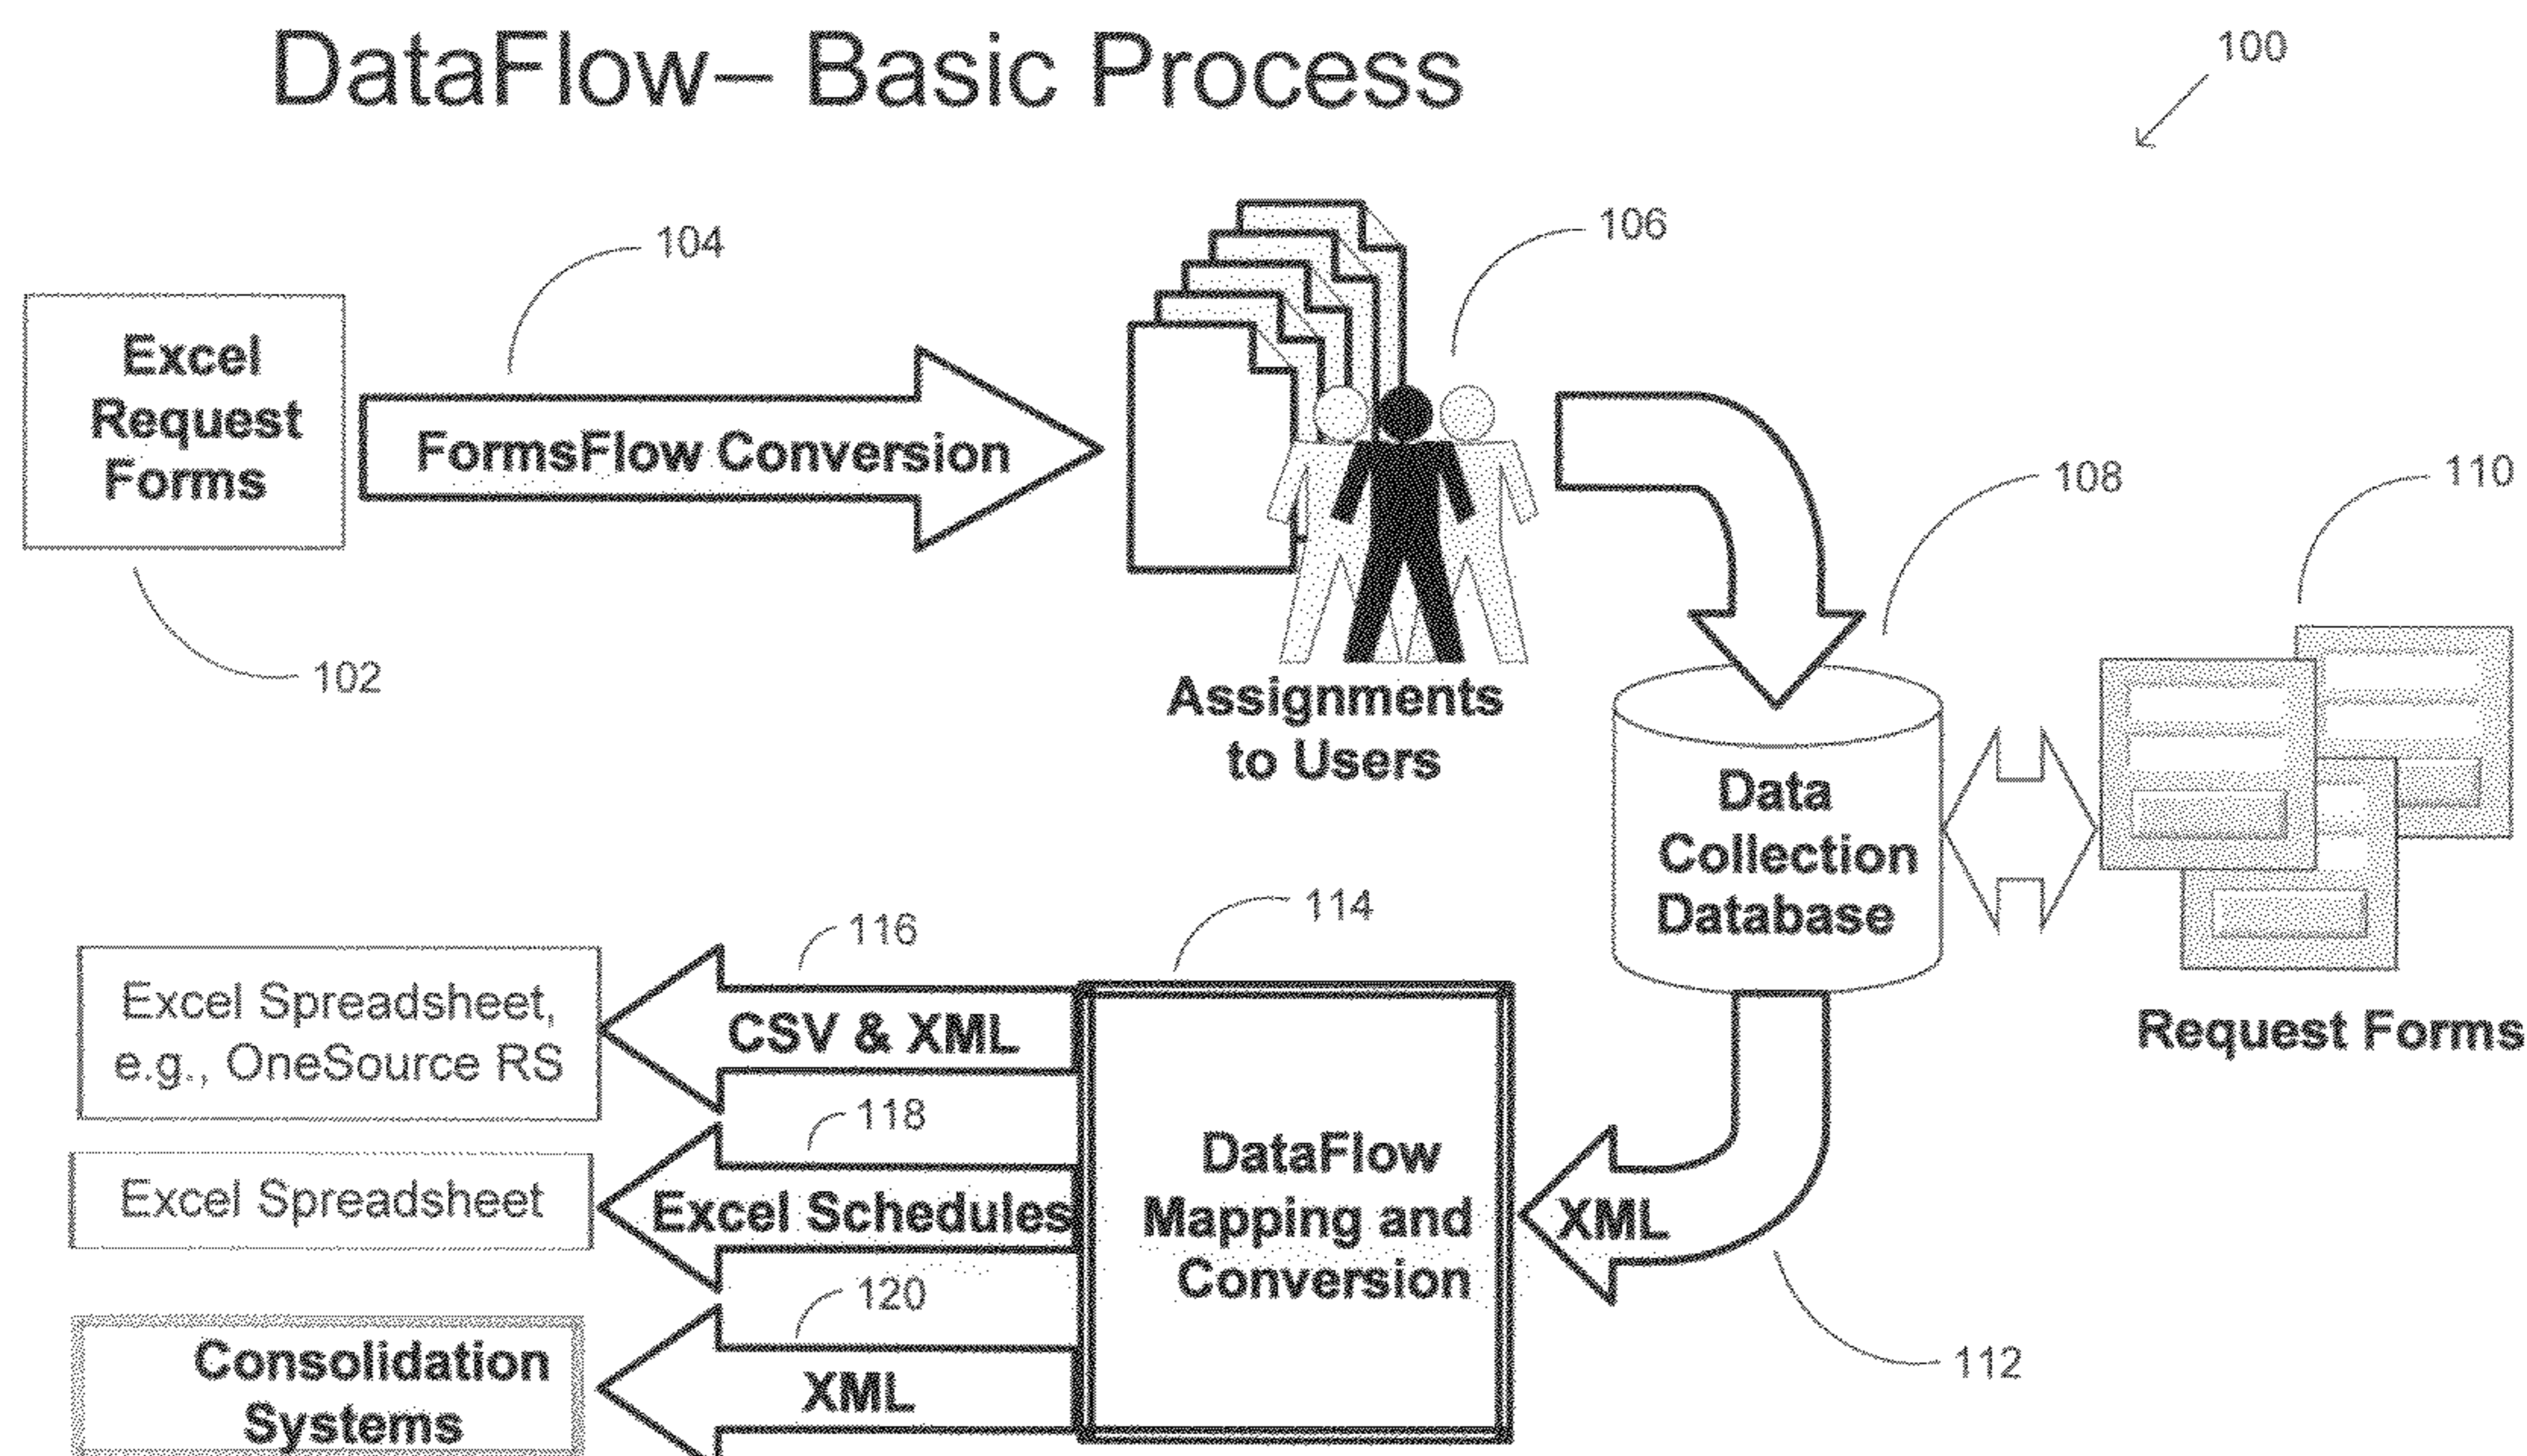 DataFlow– Basic Process
100
104
106
Excel
Request
Forms
FormsFlow Conversion
102
108
110
Assignments
to Users
Data
Collection
Database
Request Forms
114
116
Excel Spreadsheet,
e.g., OneSource RS
CSV & XML
118
Excel Spreadsheet
Excel Schedules
DataFlow
Mapping and
Conversion
XML
120
112
Consolidation
Systems
XML